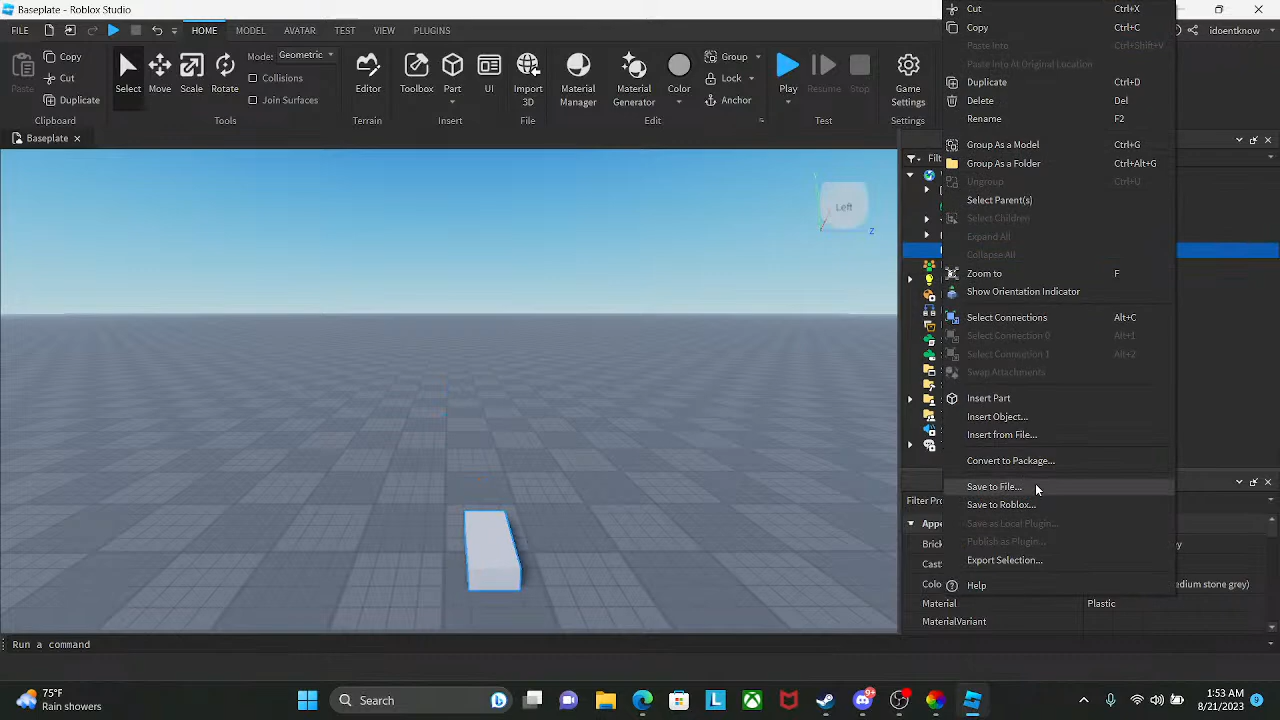 Baseplate - Roblox Studio
FILE HOME MODEL AVATAR TEST VIEW PLUGINS
identknow
Paste Copy Cut Duplicate
Clipboard
Select Move Scale Rotate
Mode: Geometric
Collisions
Join Surfaces
Tools
Editor
Terrain
Toolbox Part UI
Insert
Import 3D
File
Material Manager Material Generator Color
Group
Lock
Anchor
Edit
Play Resume Stop
Test
Game Settings
Settings
Baseplate
Left
Y
Z
Cut Ctrl+X
Copy Ctrl+C
Paste Into Ctrl+Shift+V
Paste Into At Original Location
Duplicate Ctrl+D
Delete Del
Rename F2
Group As a Model Ctrl+G
Group As a Folder Ctrl+Alt+G
Ungroup Ctrl+U
Select Parent(s)
Select Children
Expand All
Collapse All
Zoom to F
Show Orientation Indicator
Select Connections Alt+C
Select Connection 0 Alt+1
Select Connection 1 Alt+2
Swap Attachments
Insert Part
Insert Object...
Insert from File...
Convert to Package...
Save to File...
Save to Roblox...
Save as Local Plugin...
Publish as Plugin...
Export Selection...
Help
Filt
Filter Pro
Appe
Brick
Cast
Colo
edium stone grey)
Material Plastic
MaterialVariant
Run a command
75°F
Rain showers
Search
9+
1:53 AM
8/21/2023
9